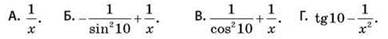 А. 1/x. Б. -1/sin²10 + 1/x. В. 1/cos²10 + 1/x. Г. tg10 - 1/x².